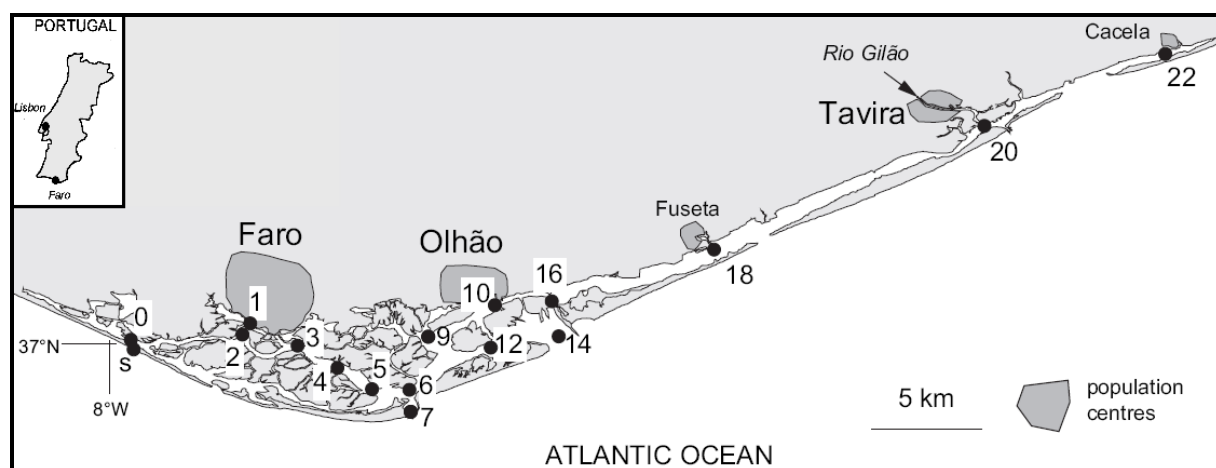 PORTUGAL
Lisbon
Faro
Cacela
22
Rio Gilão
Tavira
20
Fuseta
18
Faro
Olhão
0
1
2
3
4
5
6
7
9
10
12
14
16
s
37°N
8°W
5 km
population
centres
ATLANTIC OCEAN